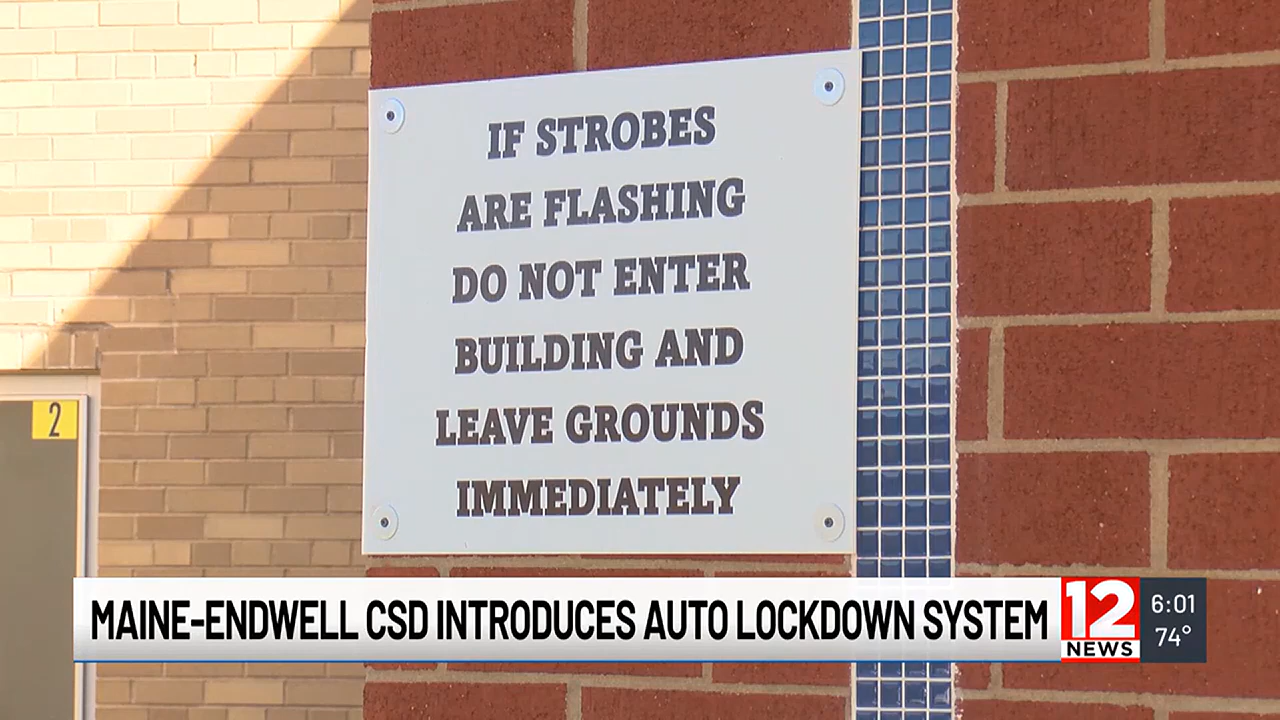 IF STROBES
ARE FLASHING
DO NOT ENTER
BUILDING AND
LEAVE GROUNDS
IMMEDIATELY
2
MAINE-ENDWELL CSD INTRODUCES AUTO LOCKDOWN SYSTEM
12
NEWS
6:01
74°